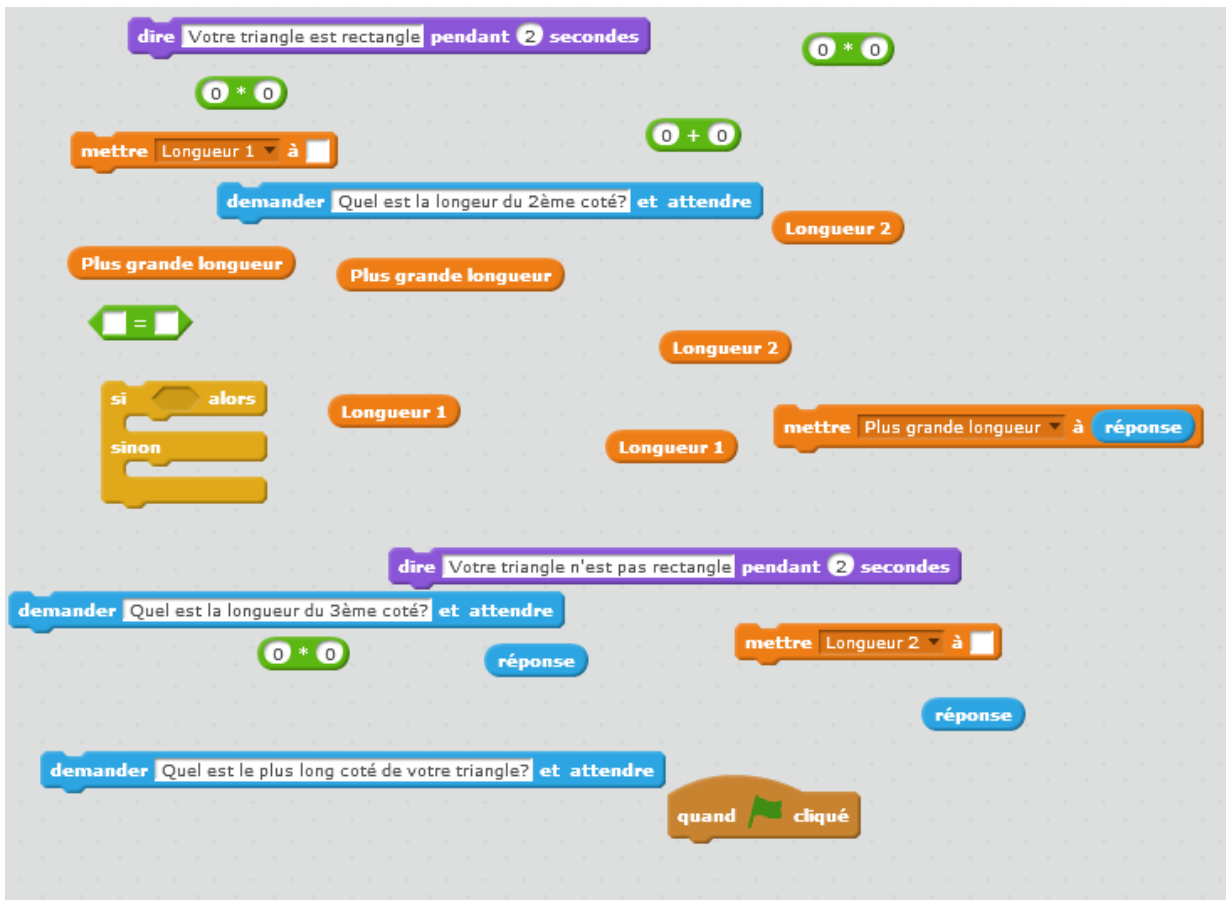 dire Votre triangle est rectangle pendant 2 secondes
0 * 0
0 * 0
0 + 0
mettre Longueur 1 à
demander Quel est la longeur du 2ème coté? et attendre
Longueur 2
Plus grande longueur
Plus grande longueur
=
Longueur 2
si alors
Longueur 1
mettre Plus grande longueur à réponse
sinon
Longueur 1
dire Votre triangle n'est pas rectangle pendant 2 secondes
demander Quel est la longueur du 3ème coté? et attendre
mettre Longueur 2 à
0 * 0
réponse
réponse
demander Quel est le plus long coté de votre triangle? et attendre
quand cliqué